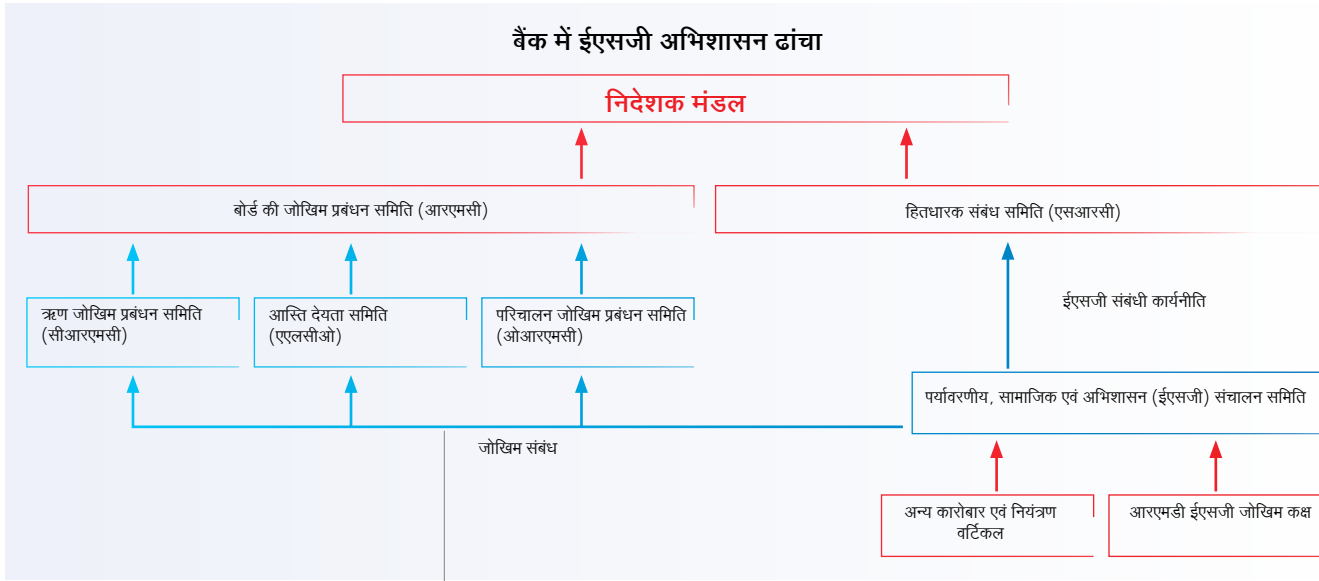 बैंक में ईएसजी अभिशासन ढांचा
निदेशक मंडल
बोर्ड की जोखिम प्रबंधन समिति (आरएमसी)
हितधारक संबंध समिति (एसआरसी)
ऋण जोखिम प्रबंधन समिति
(सीआरएमसी)
आस्ति देयता समिति
(एएलसीओ)
परिचालन जोखिम प्रबंधन समिति
(ओआरएमसी)
ईएसजी संबंधी कार्यनीति
पर्यावरणीय, सामाजिक एवं अभिशासन (ईएसजी) संचालन समिति
जोखिम संबंध
अन्य कारोबार एवं नियंत्रण
वर्टिकल
आरएमडी ईएसजी जोखिम कक्ष